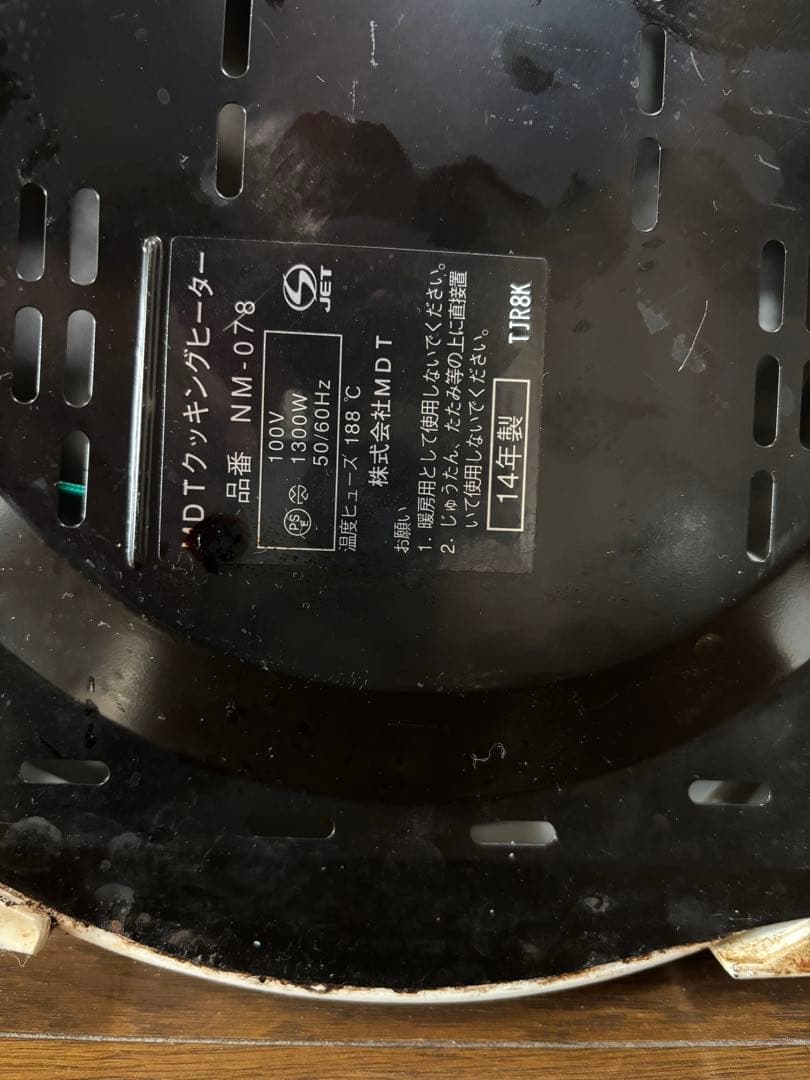 MDTクッキングヒーター
品番 NM-078
JET
PS
E
100V
1300W
50/60Hz
温度ヒューズ 188℃
株式会社MDT
お願い
1. 暖房用として使用しないでください。
2. じゅうたん、たたみ等の上に直接置
いて使用しないでください。
14年製
TJR8K